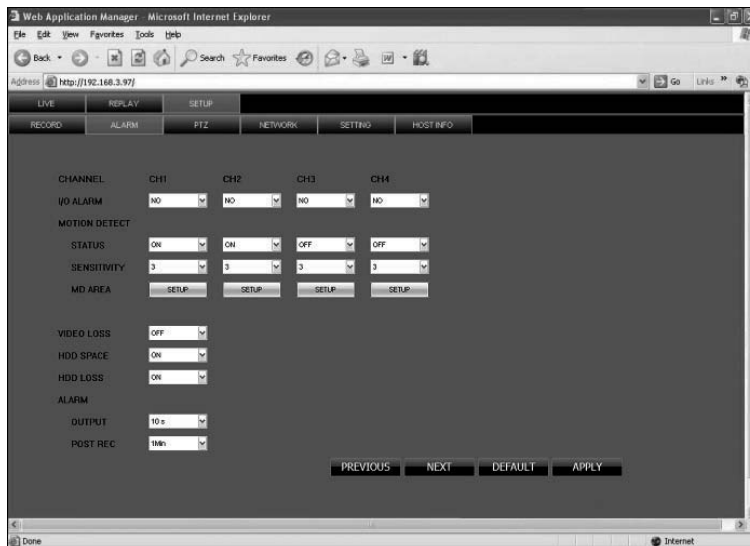 Web Application Manager - Microsoft Internet Explorer
File Edit View Favorites Tools Help
Back Search Favorites
Address http://192.168.3.97/ Go Links »
LIVE REPLAY SETUP
RECORD ALARM PTZ NETWORK SETTING HOST INFO
CHANNEL CH1 CH2 CH3 CH4
I/O ALARM NO NO NO NO
MOTION DETECT
STATUS ON ON OFF OFF
SENSITIVITY 3 3 3 3
MD AREA SETUP SETUP SETUP SETUP
VIDEO LOSS OFF
HDD SPACE ON
HDD LOSS ON
ALARM
OUTPUT 10 s
POST REC 1Min
PREVIOUS NEXT DEFAULT APPLY
Done Internet